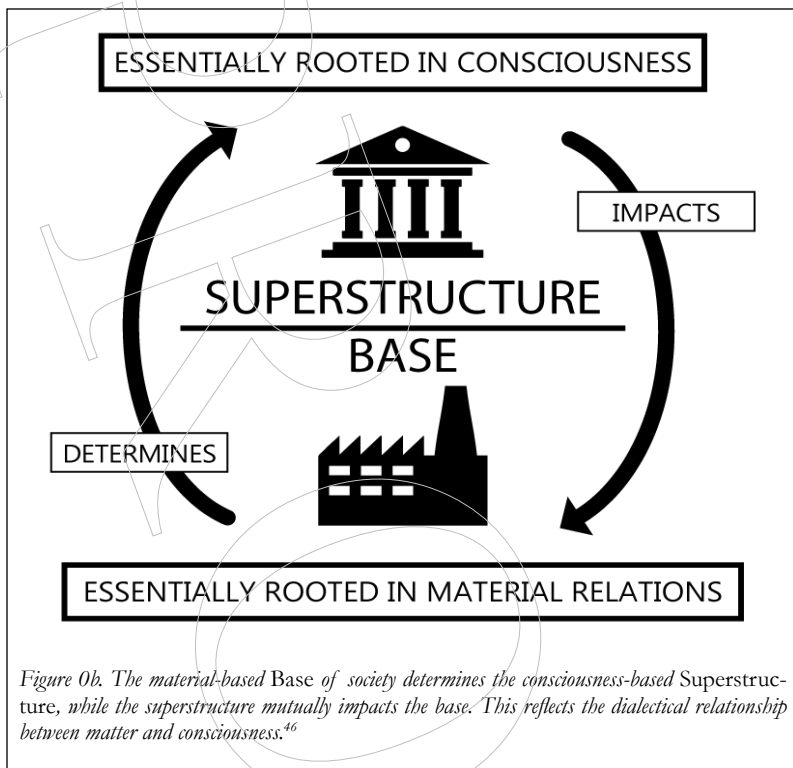 ESSENTIALLY ROOTED IN CONSCIOUSNESS
IMPACTS
SUPERSTRUCTURE
BASE
DETERMINES
ESSENTIALLY ROOTED IN MATERIAL RELATIONS
Figure 0b. The material-based Base of society determines the consciousness-based Superstruc-
ture, while the superstructure mutually impacts the base. This reflects the dialectical relationship
between matter and consciousness.46